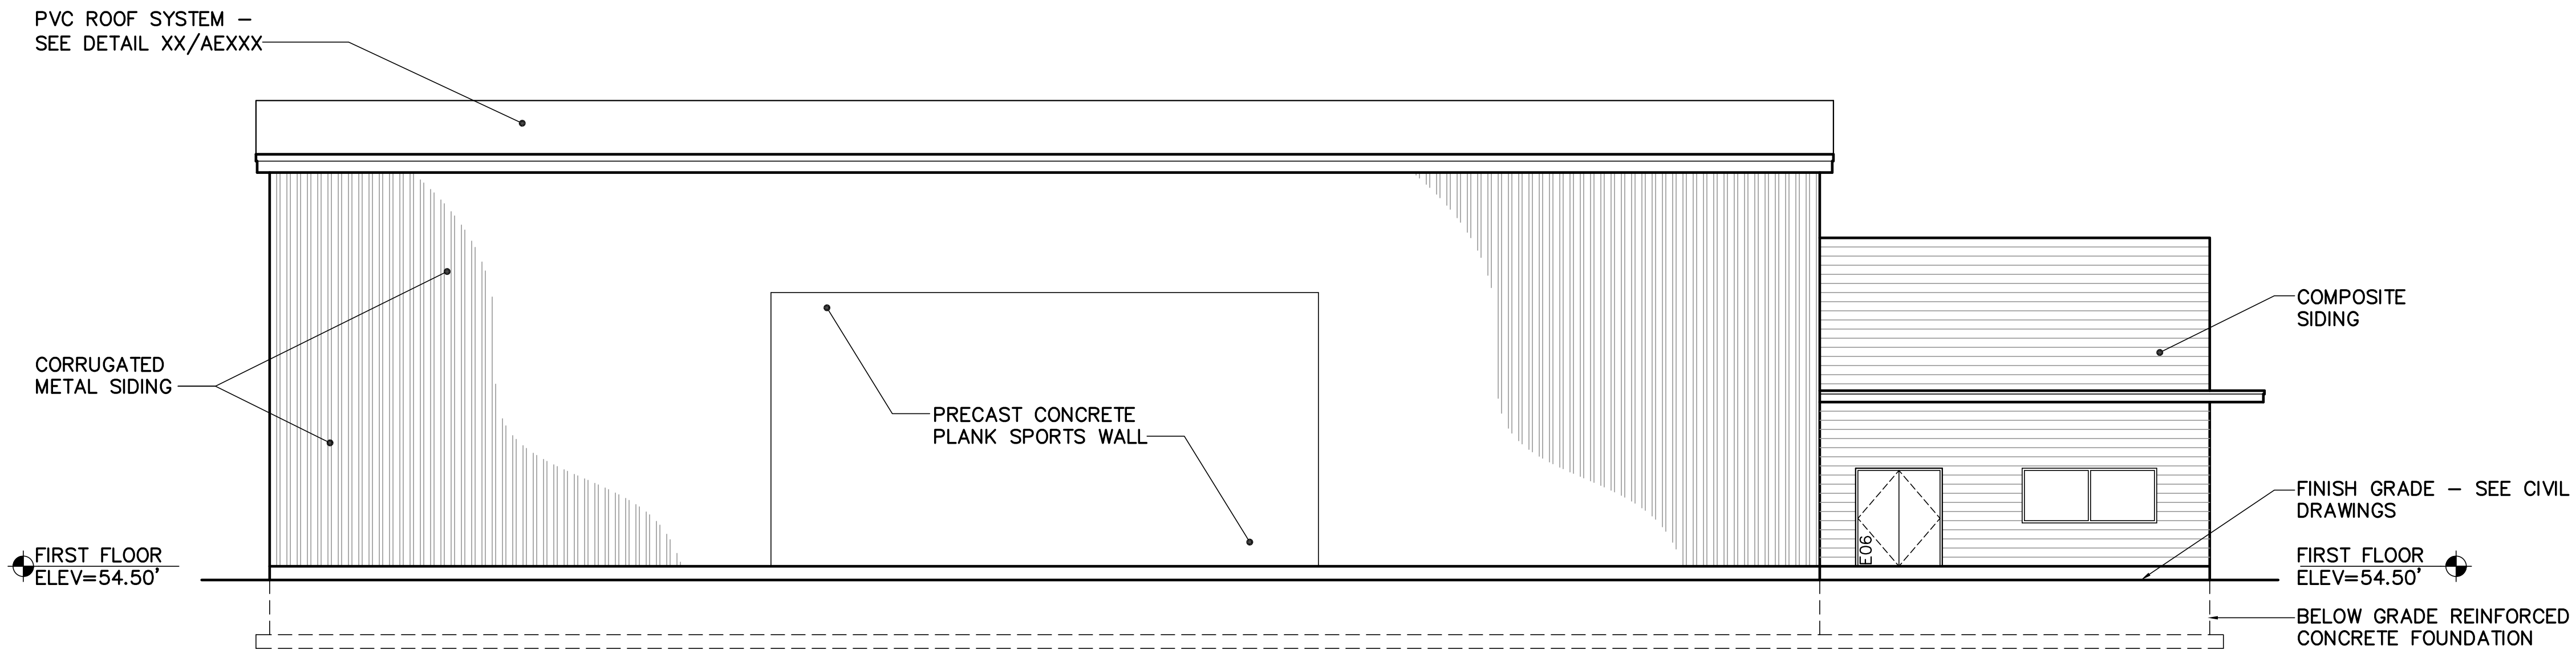 PVC ROOF SYSTEM –
SEE DETAIL XX/AEXXX
CORRUGATED
METAL SIDING
PRECAST CONCRETE
PLANK SPORTS WALL
COMPOSITE
SIDING
FINISH GRADE – SEE CIVIL
DRAWINGS
E06
FIRST FLOOR
ELEV=54.50'
FIRST FLOOR
ELEV=54.50'
BELOW GRADE REINFORCED
CONCRETE FOUNDATION